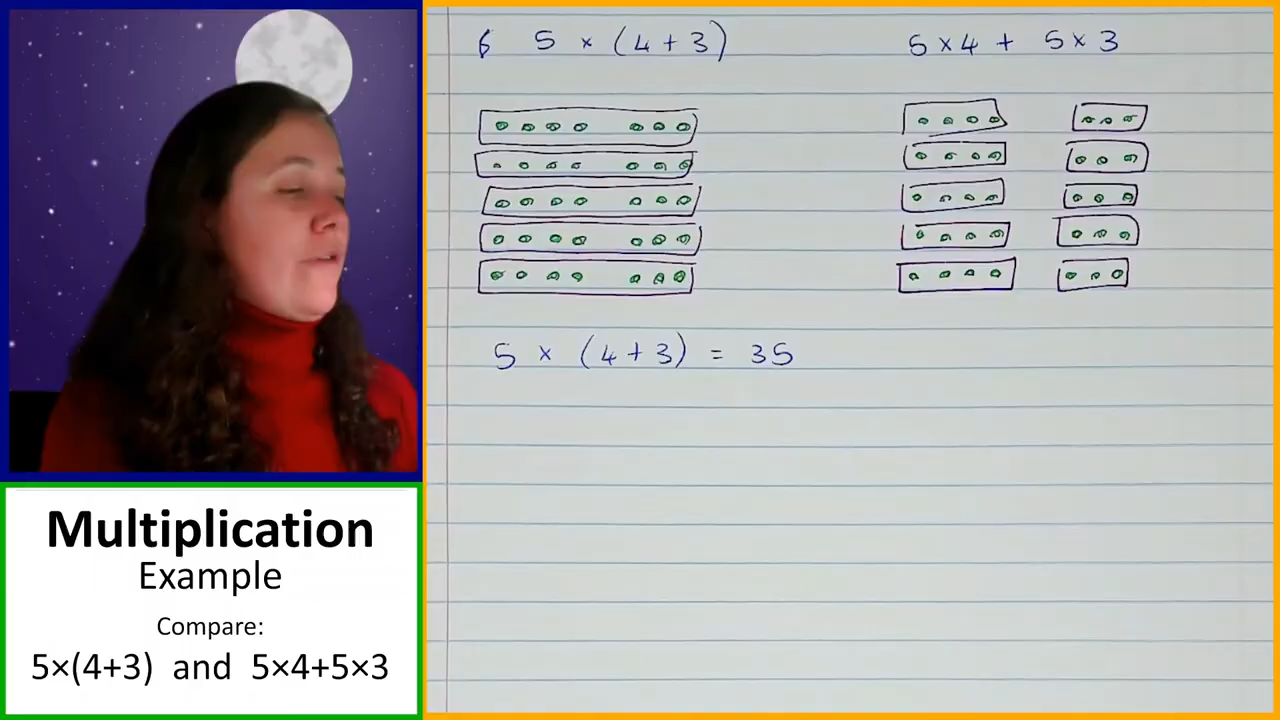 6 5 × (4 + 3)
5 × 4 + 5 × 3
5 × (4 + 3) = 35
Multiplication
Example
Compare:
5×(4+3) and 5×4+5×3